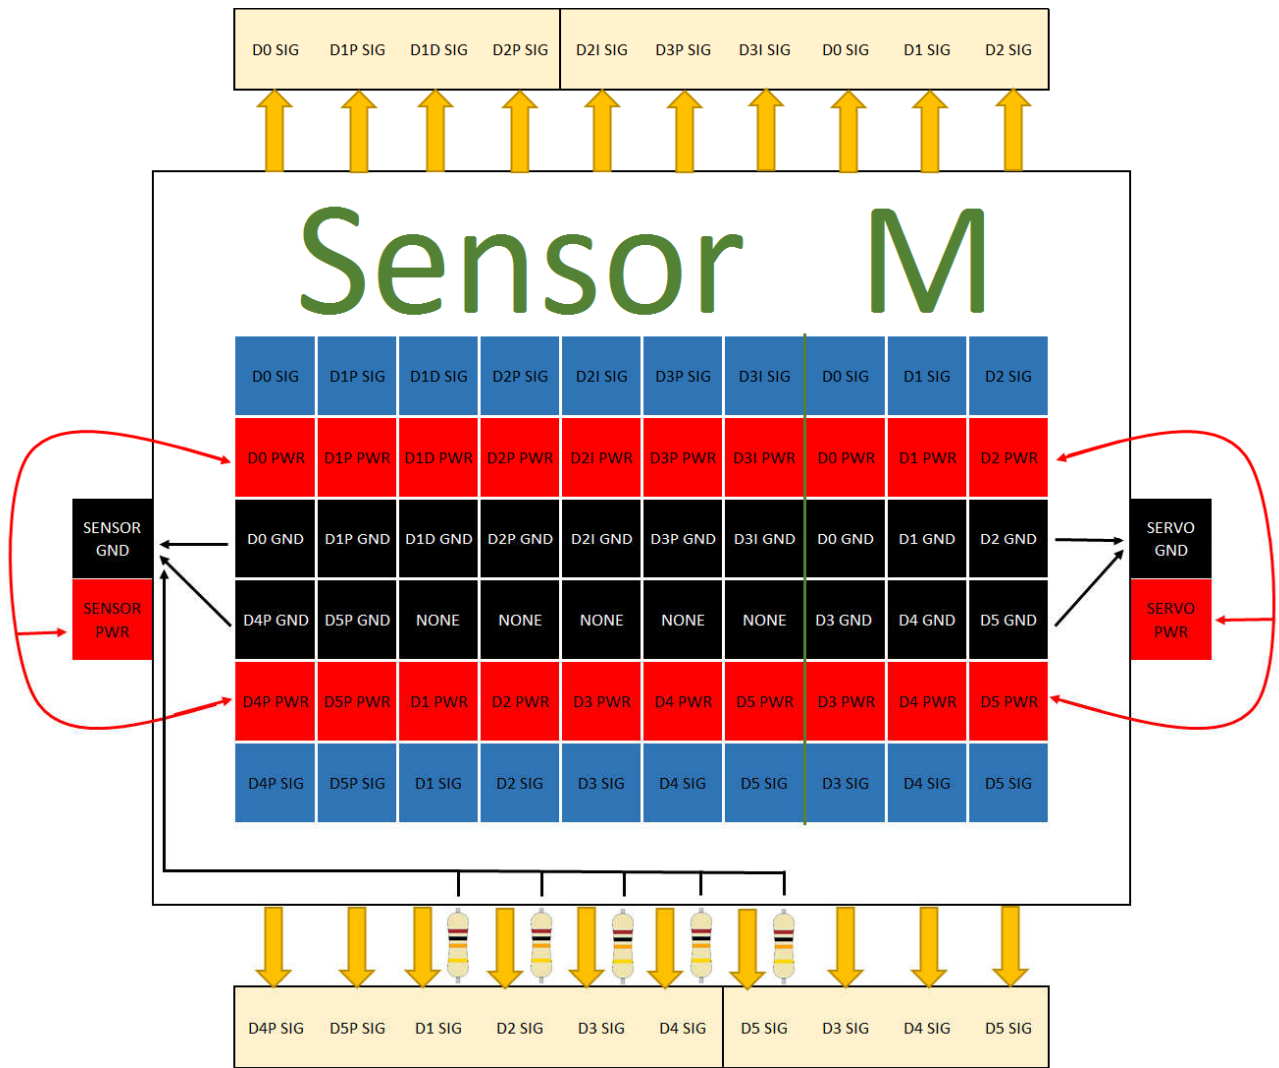 D0 SIG D1P SIG D1D SIG D2P SIG D2I SIG D3P SIG D3I SIG D0 SIG D1 SIG D2 SIG
Sensor M
D0 SIG D1P SIG D1D SIG D2P SIG D2I SIG D3P SIG D3I SIG D0 SIG D1 SIG D2 SIG
D0 PWR D1P PWR D1D PWR D2P PWR D2I PWR D3P PWR D3I PWR D0 PWR D1 PWR D2 PWR
SENSOR
GND
D0 GND D1P GND D1D GND D2P GND D2I GND D3P GND D3I GND D0 GND D1 GND D2 GND
SERVO
GND
SENSOR
PWR
D4P GND D5P GND NONE NONE NONE NONE NONE D3 GND D4 GND D5 GND
SERVO
PWR
D4P PWR D5P PWR D1 PWR D2 PWR D3 PWR D4 PWR D5 PWR D3 PWR D4 PWR D5 PWR
D4P SIG D5P SIG D1 SIG D2 SIG D3 SIG D4 SIG D5 SIG D3 SIG D4 SIG D5 SIG
D4P SIG D5P SIG D1 SIG D2 SIG D3 SIG D4 SIG D5 SIG D3 SIG D4 SIG D5 SIG